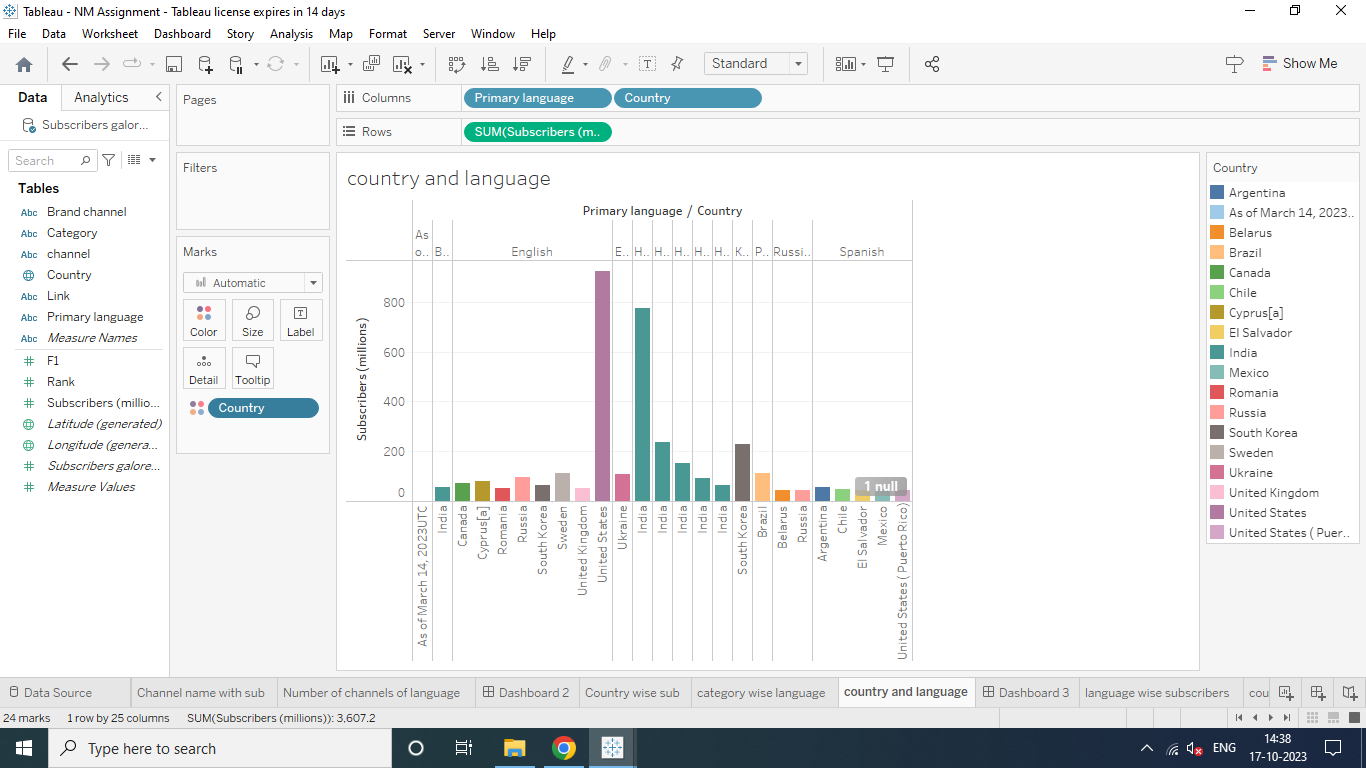 Tableau - NM Assignment - Tableau license expires in 14 days
File Data Worksheet Dashboard Story Analysis Map Format Server Window Help
Standard
Show Me
Data Analytics
Subscribers galor...
Search
Tables
Abc Brand channel
Abc Category
Abc channel
Country
Abc Link
Abc Primary language
Abc Measure Names
F1
Rank
Subscribers (millio...
Latitude (generated)
Longitude (genera...
Subscribers galore...
Measure Values
Pages
Filters
Marks
Automatic
Color Size Label
Detail Tooltip
Country
Columns Primary language Country
Rows SUM(Subscribers (m..
country and language
Primary language / Country
As
o.. B.. English E.. H.. H.. H.. H.. H.. K.. P.. Russi.. Spanish
Subscribers (millions)
800
600
400
200
0
1 null
As of March 14, 2023UTC
India
Canada
Cyprus[a]
Romania
Russia
South Korea
Sweden
United Kingdom
United States
Ukraine
India
India
India
India
India
South Korea
Brazil
Belarus
Russia
Argentina
Chile
El Salvador
Mexico
United States ( Puerto Rico)
Country
Argentina
As of March 14, 2023..
Belarus
Brazil
Canada
Chile
Cyprus[a]
El Salvador
India
Mexico
Romania
Russia
South Korea
Sweden
Ukraine
United Kingdom
United States
United States ( Puer..
Data Source Channel name with sub Number of channels of language Dashboard 2 Country wise sub category wise language country and language Dashboard 3 language wise subscribers cou
24 marks 1 row by 25 columns SUM(Subscribers (millions)): 3,607.2
Type here to search
ENG
14:38
17-10-2023